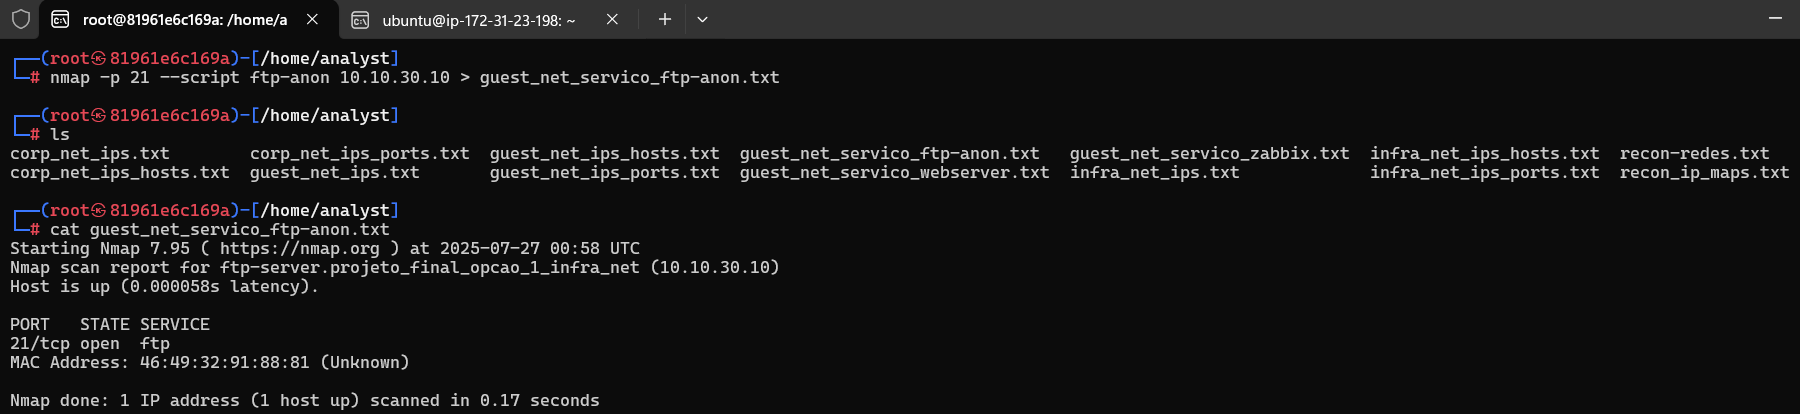 root@81961e6c169a: /home/a
ubuntu@ip-172-31-23-198: ~
┌──(root㉿81961e6c169a)-[/home/analyst]
└─# nmap -p 21 --script ftp-anon 10.10.30.10 > guest_net_servico_ftp-anon.txt
┌──(root㉿81961e6c169a)-[/home/analyst]
└─# ls
corp_net_ips.txt corp_net_ips_ports.txt guest_net_ips_hosts.txt guest_net_servico_ftp-anon.txt guest_net_servico_zabbix.txt infra_net_ips_hosts.txt recon-redes.txt
corp_net_ips_hosts.txt guest_net_ips.txt guest_net_ips_ports.txt guest_net_servico_webserver.txt infra_net_ips.txt infra_net_ips_ports.txt recon_ip_maps.txt
┌──(root㉿81961e6c169a)-[/home/analyst]
└─# cat guest_net_servico_ftp-anon.txt
Starting Nmap 7.95 ( https://nmap.org ) at 2025-07-27 00:58 UTC
Nmap scan report for ftp-server.projeto_final_opcao_1_infra_net (10.10.30.10)
Host is up (0.000058s latency).
PORT STATE SERVICE
21/tcp open ftp
MAC Address: 46:49:32:91:88:81 (Unknown)
Nmap done: 1 IP address (1 host up) scanned in 0.17 seconds